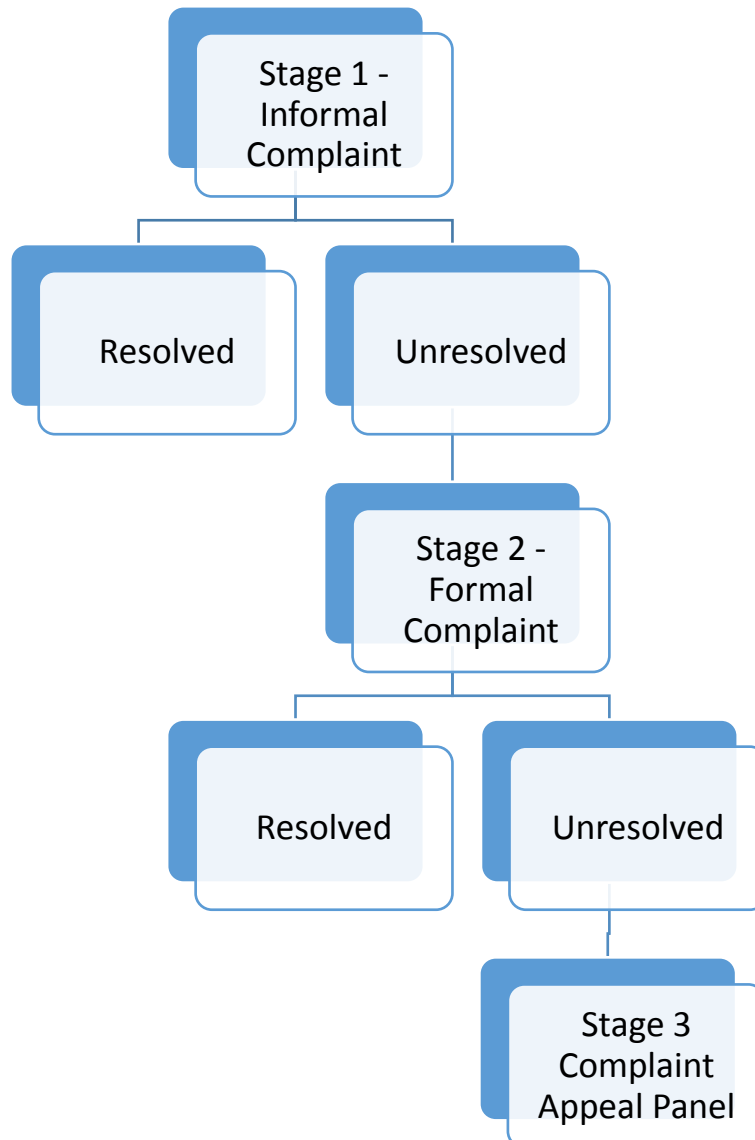 Stage 1 -
Informal
Complaint
Resolved
Unresolved
Stage 2 -
Formal
Complaint
Resolved
Unresolved
Stage 3
Complaint
Appeal Panel